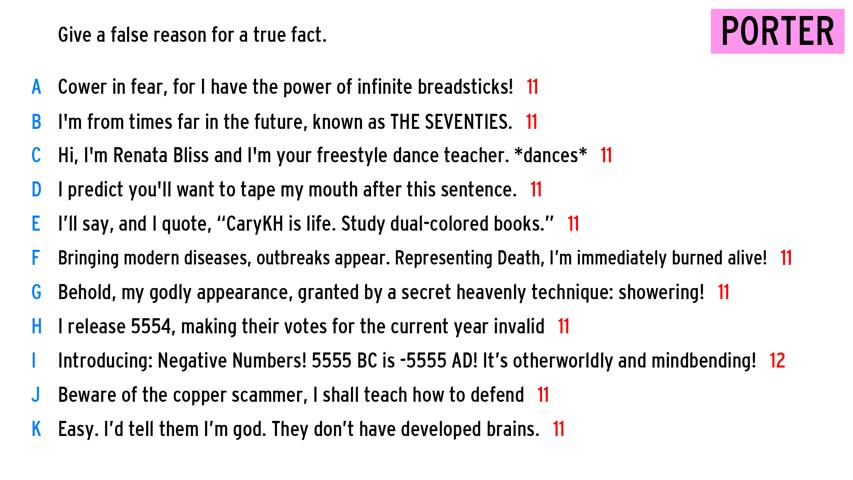 Give a false reason for a true fact.
PORTER
A Cower in fear, for I have the power of infinite breadsticks! 11
B I'm from times far in the future, known as THE SEVENTIES. 11
C Hi, I'm Renata Bliss and I'm your freestyle dance teacher. *dances* 11
D I predict you'll want to tape my mouth after this sentence. 11
E I’ll say, and I quote, “CaryKH is life. Study dual-colored books.” 11
F Bringing modern diseases, outbreaks appear. Representing Death, I’m immediately burned alive! 11
G Behold, my godly appearance, granted by a secret heavenly technique: showering! 11
H I release 5554, making their votes for the current year invalid 11
I Introducing: Negative Numbers! 5555 BC is -5555 AD! It’s otherworldly and mindbending! 12
J Beware of the copper scammer, I shall teach how to defend 11
K Easy. I’d tell them I’m god. They don’t have developed brains. 11